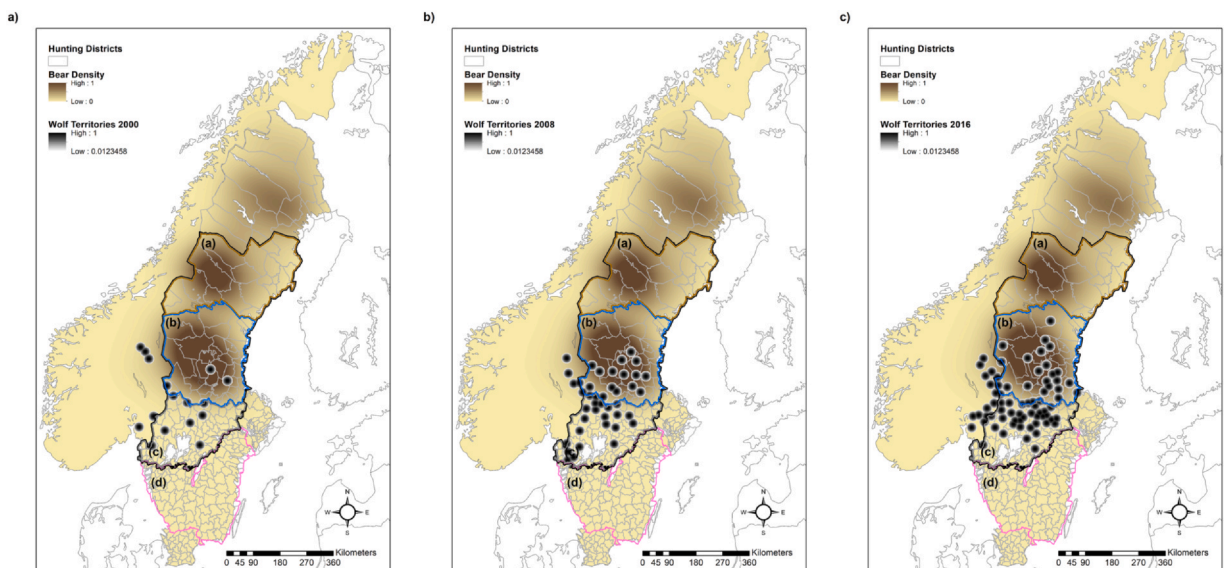 a)
Hunting Districts
Bear Density
High : 1
Low : 0
Wolf Territories 2000
High : 1
Low : 0.0123458
(a)
(b)
(c)
(d)
N
W E
S
Kilometers
0 45 90 180 270 360
b)
Hunting Districts
Bear Density
High : 1
Low : 0
Wolf Territories 2008
High : 1
Low : 0.0123458
(a)
(b)
(c)
(d)
N
W E
S
Kilometers
0 45 90 180 270 360
c)
Hunting Districts
Bear Density
High : 1
Low : 0
Wolf Territories 2016
High : 1
Low : 0.0123458
(a)
(b)
(c)
(d)
N
W E
S
Kilometers
0 45 90 180 270 360